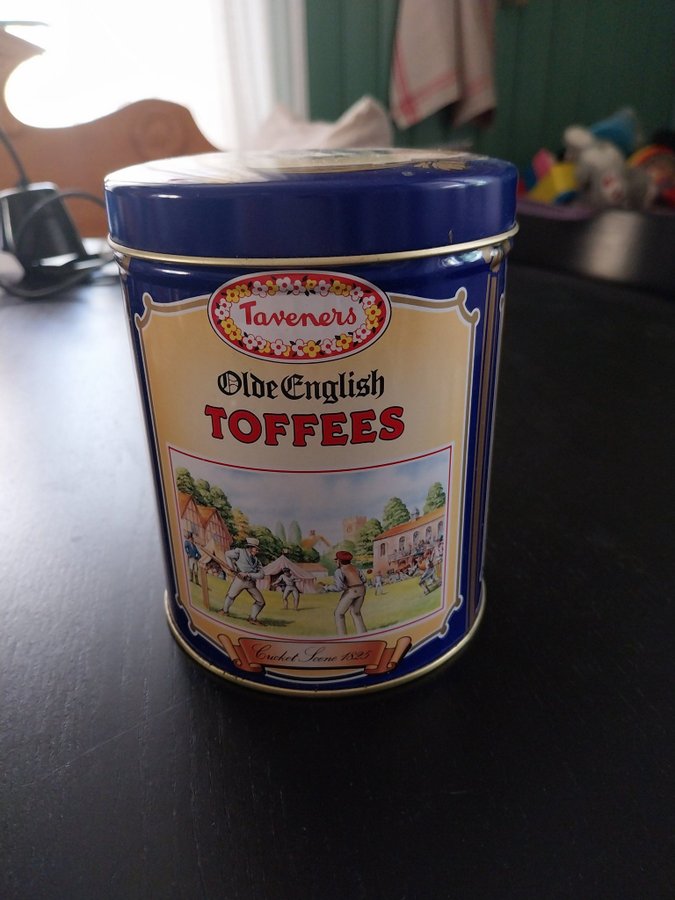 Taveners
Olde English
TOFFEES
Cricket Scene 1825